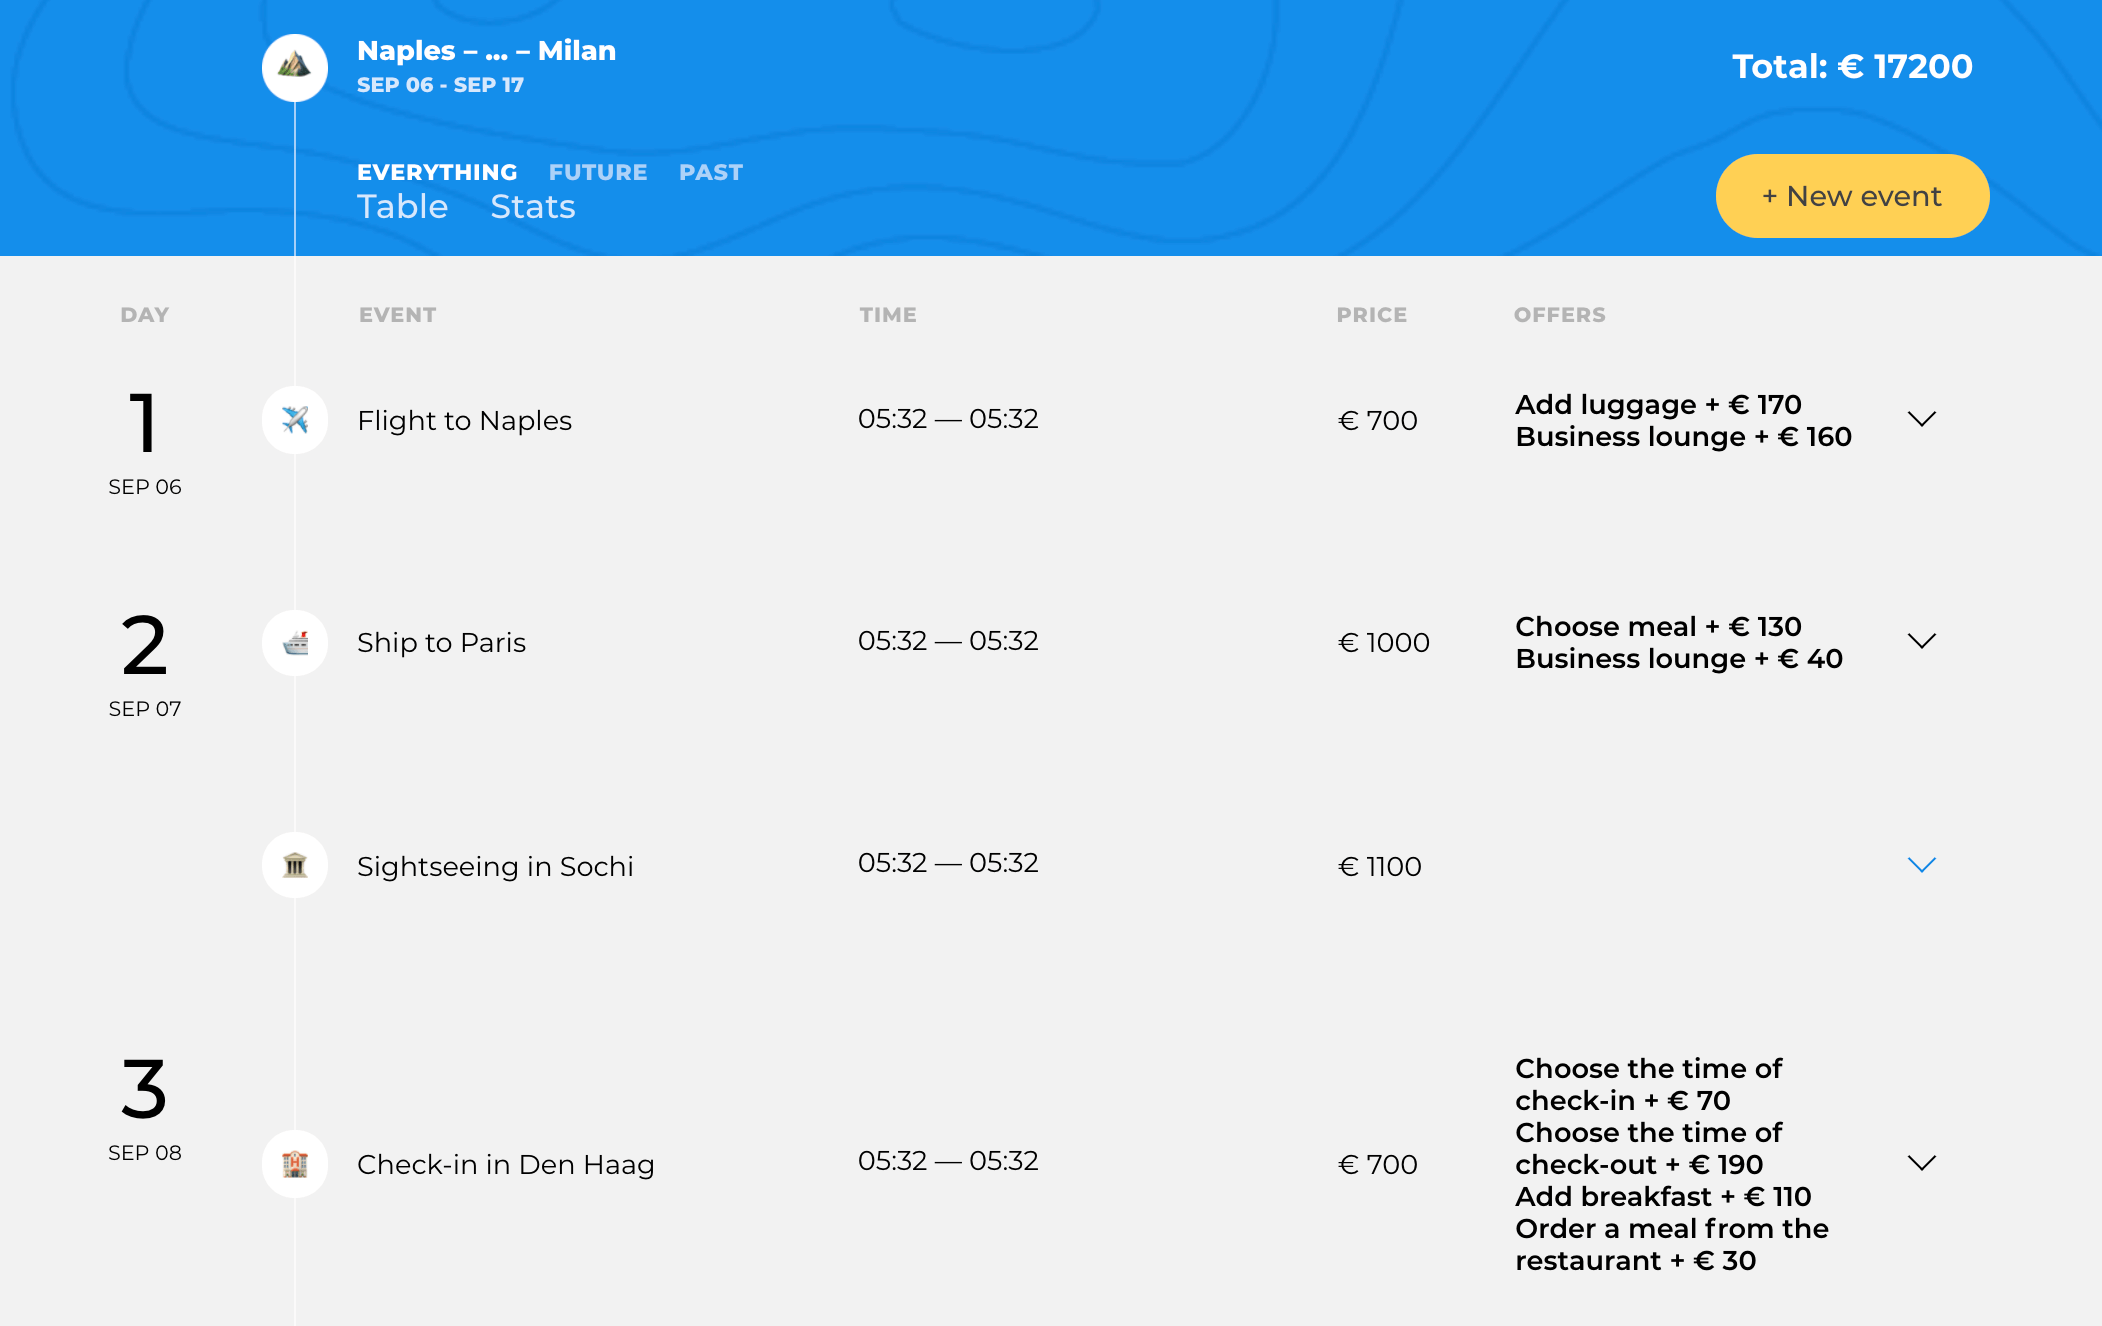 Naples – ... – Milan
SEP 06 - SEP 17
Total: € 17200
EVERYTHING FUTURE PAST
Table Stats
+ New event
DAY EVENT TIME PRICE OFFERS
1
SEP 06
Flight to Naples
05:32 — 05:32
€ 700
Add luggage + € 170
Business lounge + € 160
2
SEP 07
Ship to Paris
05:32 — 05:32
€ 1000
Choose meal + € 130
Business lounge + € 40
Sightseeing in Sochi
05:32 — 05:32
€ 1100
3
SEP 08
Check-in in Den Haag
05:32 — 05:32
€ 700
Choose the time of
check-in + € 70
Choose the time of
check-out + € 190
Add breakfast + € 110
Order a meal from the
restaurant + € 30